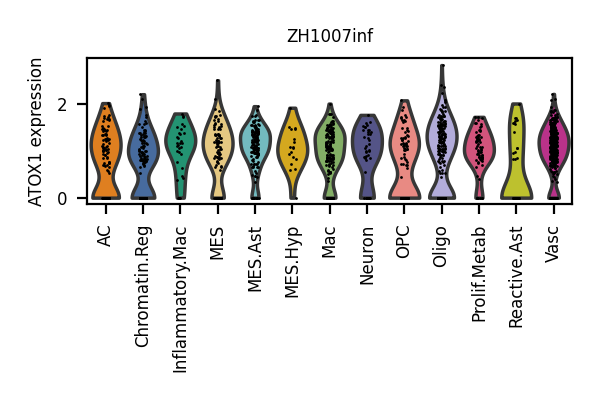 ZH1007inf
ATOX1 expression
2
0
AC
Chromatin.Reg
Inflammatory.Mac
MES
MES.Ast
MES.Hyp
Mac
Neuron
OPC
Oligo
Prolif.Metab
Reactive.Ast
Vasc